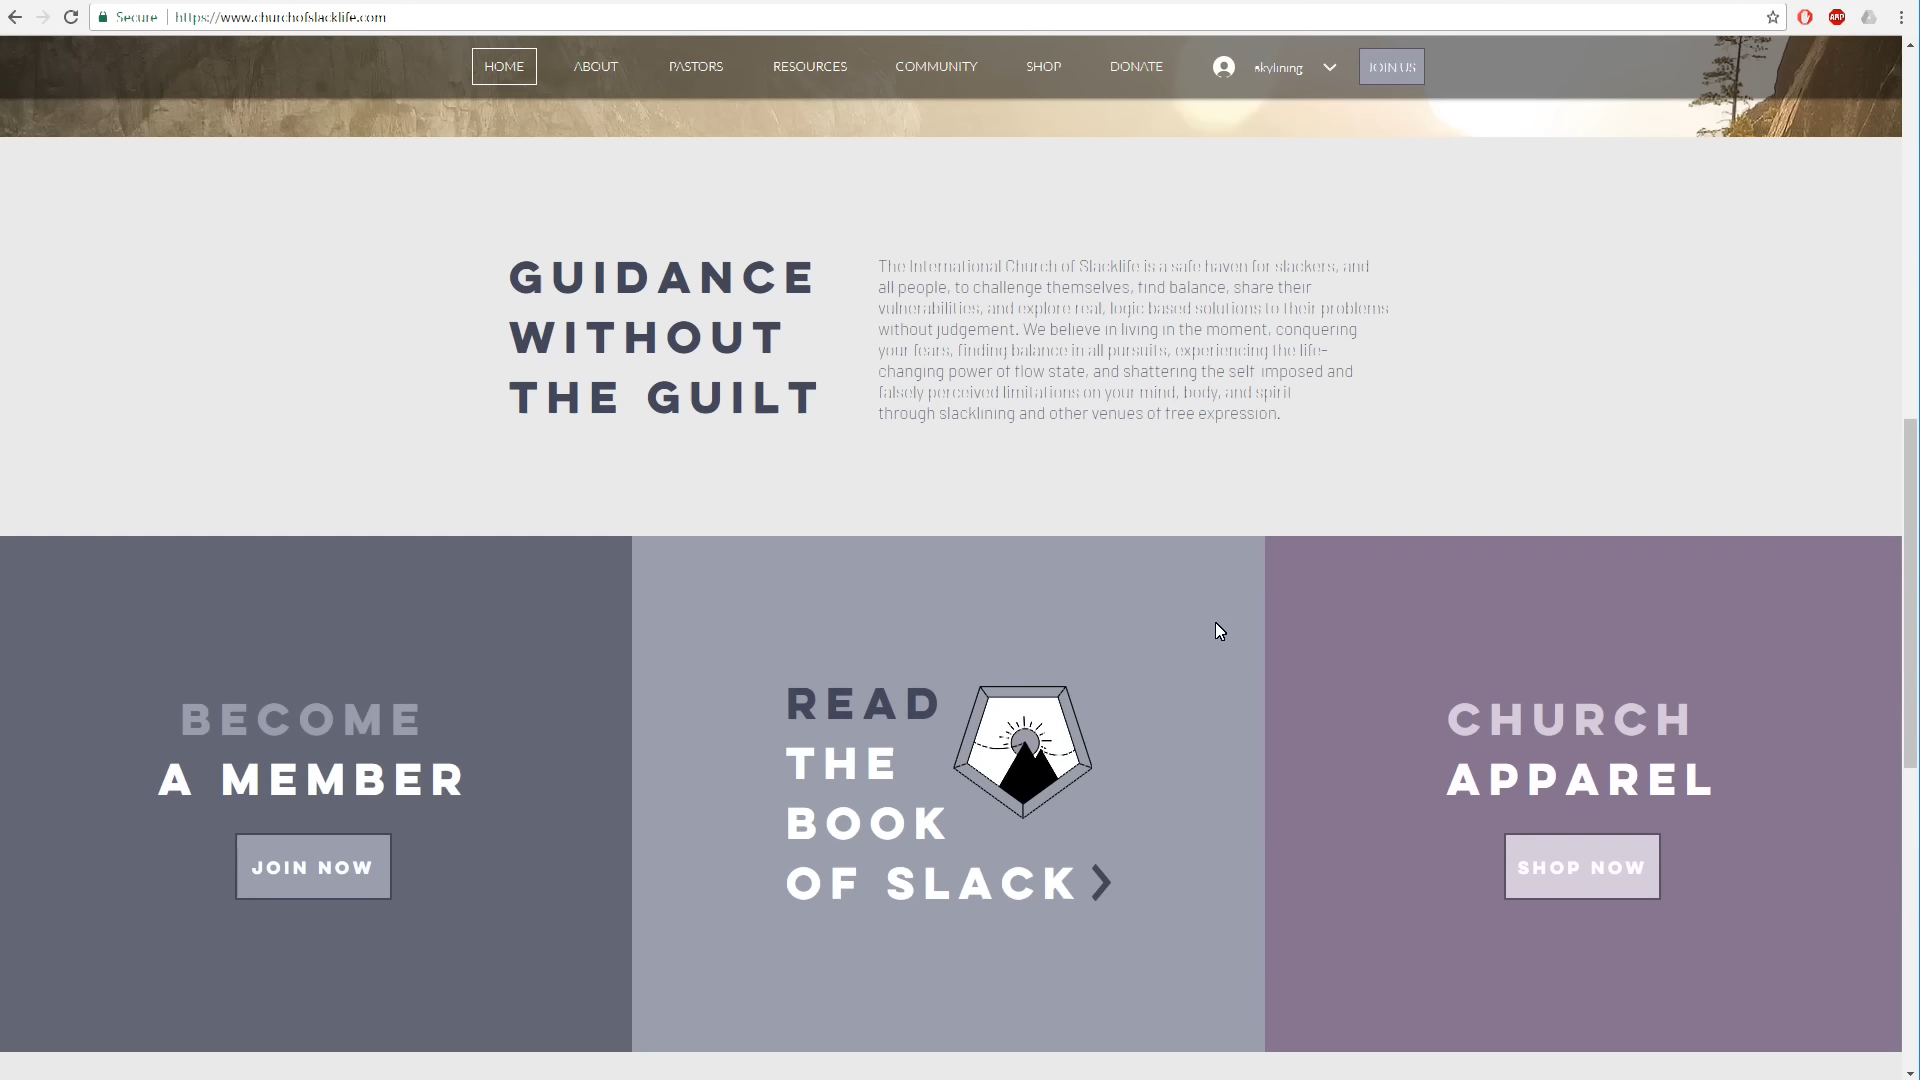 Secure
https://www.churchofslacklife.com
ABP
HOME ABOUT PASTORS RESOURCES COMMUNITY SHOP DONATE skylining JOIN US
GUIDANCE
WITHOUT
THE GUILT
The International Church of Slacklife is a safe haven for slackers, and
all people, to challenge themselves, find balance, share their
vulnerabilities, and explore real, logic based solutions to their problems
without judgement. We believe in living in the moment, conquering
your fears, finding balance in all pursuits, experiencing the life-
changing power of flow state, and shattering the self imposed and
falsely perceived limitations on your mind, body, and spirit
through slacklining and other venues of free expression.
BECOME
A MEMBER
JOIN NOW
READ
THE
BOOK
OF SLACK
CHURCH
APPAREL
SHOP NOW